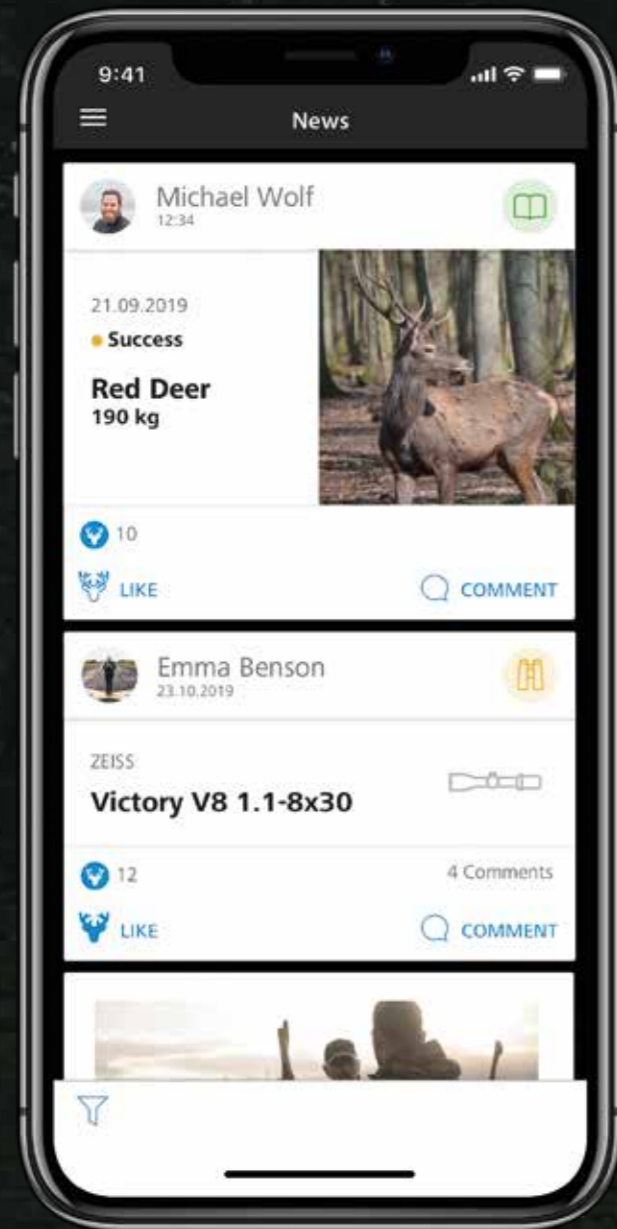 9:41
News
Michael Wolf
12:34
21.09.2019
Success
Red Deer
190 kg
10
LIKE
COMMENT
Emma Benson
23.10.2019
ZEISS
Victory V8 1.1-8x30
12
4 Comments
LIKE
COMMENT